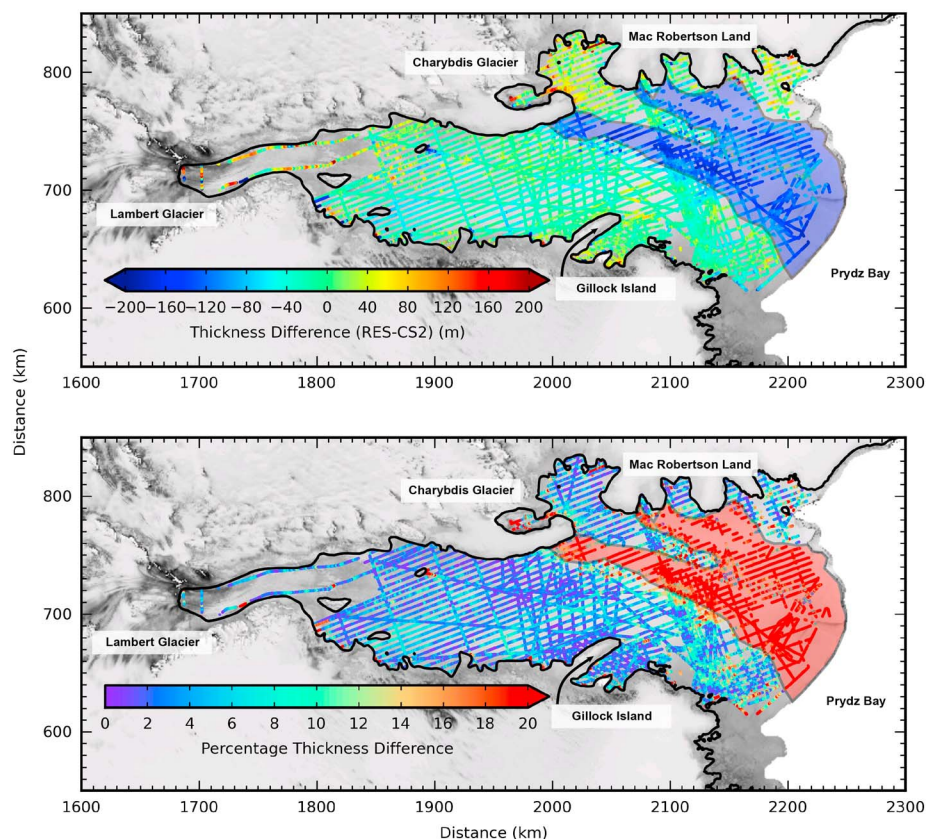 Mac Robertson Land
Charybdis Glacier
Lambert Glacier
Gillock Island
Prydz Bay
800
700
600
−200 −160 −120 −80 −40 0 40 80 120 160 200
Thickness Difference (RES-CS2) (m)
1600 1700 1800 1900 2000 2100 2200 2300
Distance (km)
Mac Robertson Land
Charybdis Glacier
Lambert Glacier
Gillock Island
Prydz Bay
800
700
600
0 2 4 6 8 10 12 14 16 18 20
Percentage Thickness Difference
1600 1700 1800 1900 2000 2100 2200 2300
Distance (km)